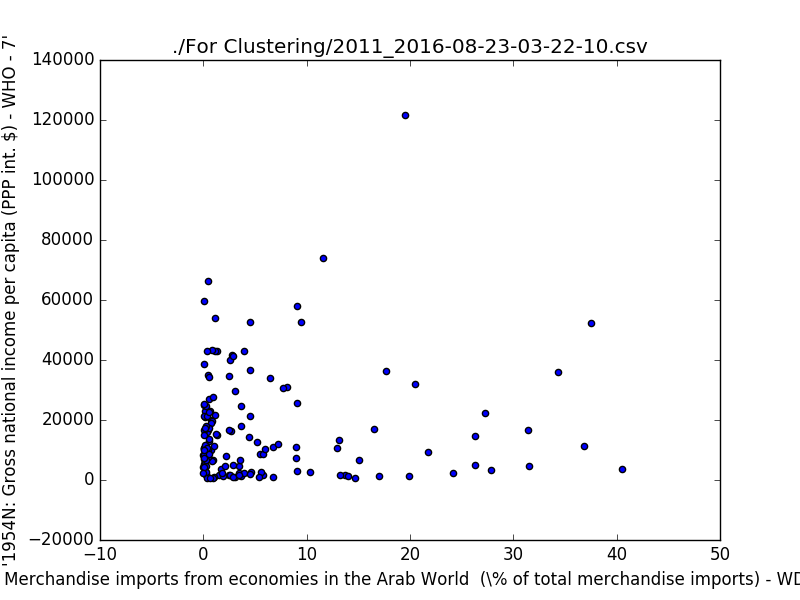 ./For Clustering/2011_2016-08-23-03-22-10.csv
'1954N: Gross national income per capita (PPP int. $) - WHO - 7'
140000
120000
100000
80000
60000
40000
20000
0
−20000
−10 0 10 20 30 40 50
Merchandise imports from economies in the Arab World (\% of total merchandise imports) - WD